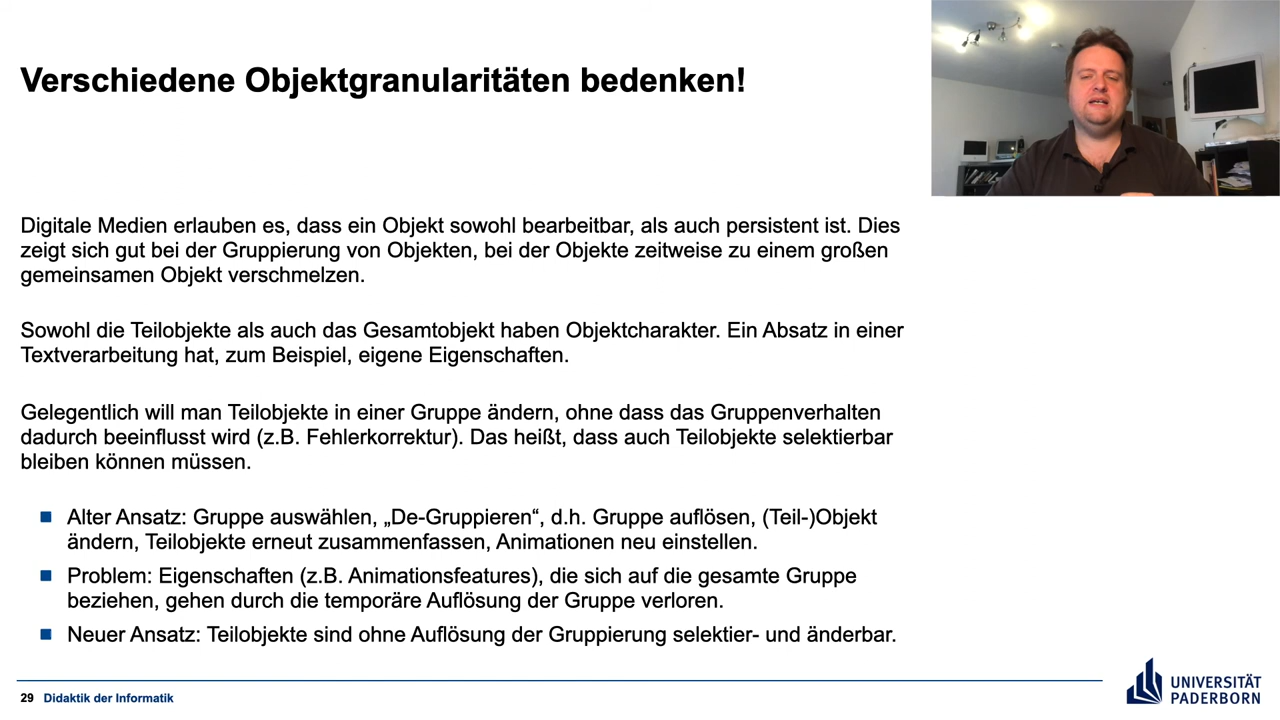 Verschiedene Objektgranularitäten bedenken!
Digitale Medien erlauben es, dass ein Objekt sowohl bearbeitbar, als auch persistent ist. Dies
zeigt sich gut bei der Gruppierung von Objekten, bei der Objekte zeitweise zu einem großen
gemeinsamen Objekt verschmelzen.
Sowohl die Teilobjekte als auch das Gesamtobjekt haben Objektcharakter. Ein Absatz in einer
Textverarbeitung hat, zum Beispiel, eigene Eigenschaften.
Gelegentlich will man Teilobjekte in einer Gruppe ändern, ohne dass das Gruppenverhalten
dadurch beeinflusst wird (z.B. Fehlerkorrektur). Das heißt, dass auch Teilobjekte selektierbar
bleiben können müssen.
Alter Ansatz: Gruppe auswählen, „De-Gruppieren“, d.h. Gruppe auflösen, (Teil-)Objekt
ändern, Teilobjekte erneut zusammenfassen, Animationen neu einstellen.
Problem: Eigenschaften (z.B. Animationsfeatures), die sich auf die gesamte Gruppe
beziehen, gehen durch die temporäre Auflösung der Gruppe verloren.
Neuer Ansatz: Teilobjekte sind ohne Auflösung der Gruppierung selektier- und änderbar.
29 Didaktik der Informatik
UNIVERSITÄT
PADERBORN